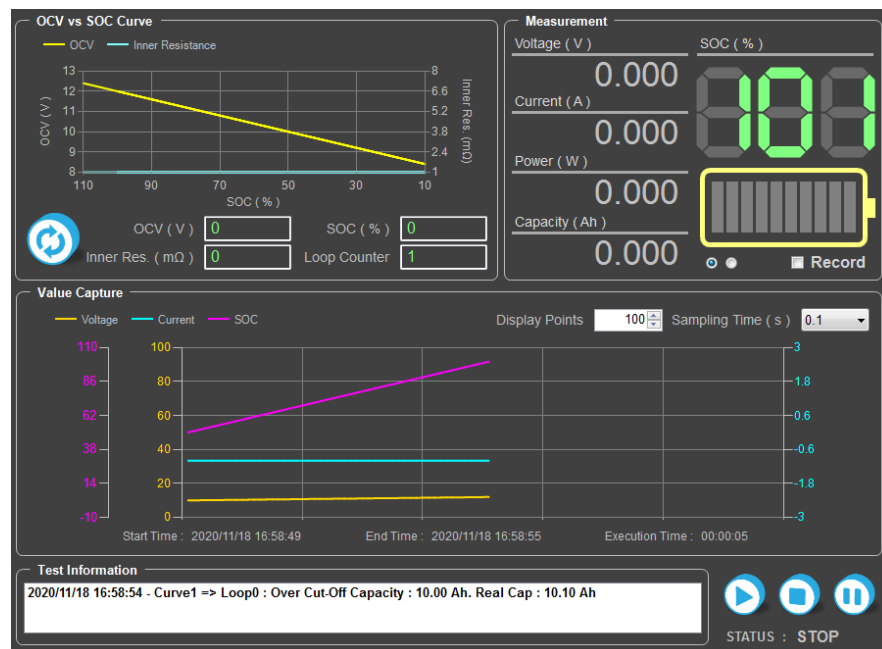 OCV vs SOC Curve
OCV Inner Resistance
13 12 11 10 9 8
OCV ( V )
8 6.6 5.2 3.8 2.4 1
Inner Res. (mΩ)
110 90 70 50 30 10
SOC ( % )
OCV ( V ) 0 SOC ( % ) 0
Inner Res. ( mΩ ) 0 Loop Counter 1
Measurement
Voltage ( V )
0.000
Current ( A )
0.000
Power ( W )
0.000
Capacity ( Ah )
0.000
SOC ( % )
101
Record
Value Capture
Voltage Current SOC
Display Points 100 Sampling Time ( s ) 0.1
110 100 3
86 80 1.8
62 60 0.6
38 40 -0.6
14 20 -1.8
-10 0 -3
Start Time : 2020/11/18 16:58:49 End Time : 2020/11/18 16:58:55 Execution Time : 00:00:05
Test Information
2020/11/18 16:58:54 - Curve1 => Loop0 : Over Cut-Off Capacity : 10.00 Ah. Real Cap : 10.10 Ah
STATUS : STOP